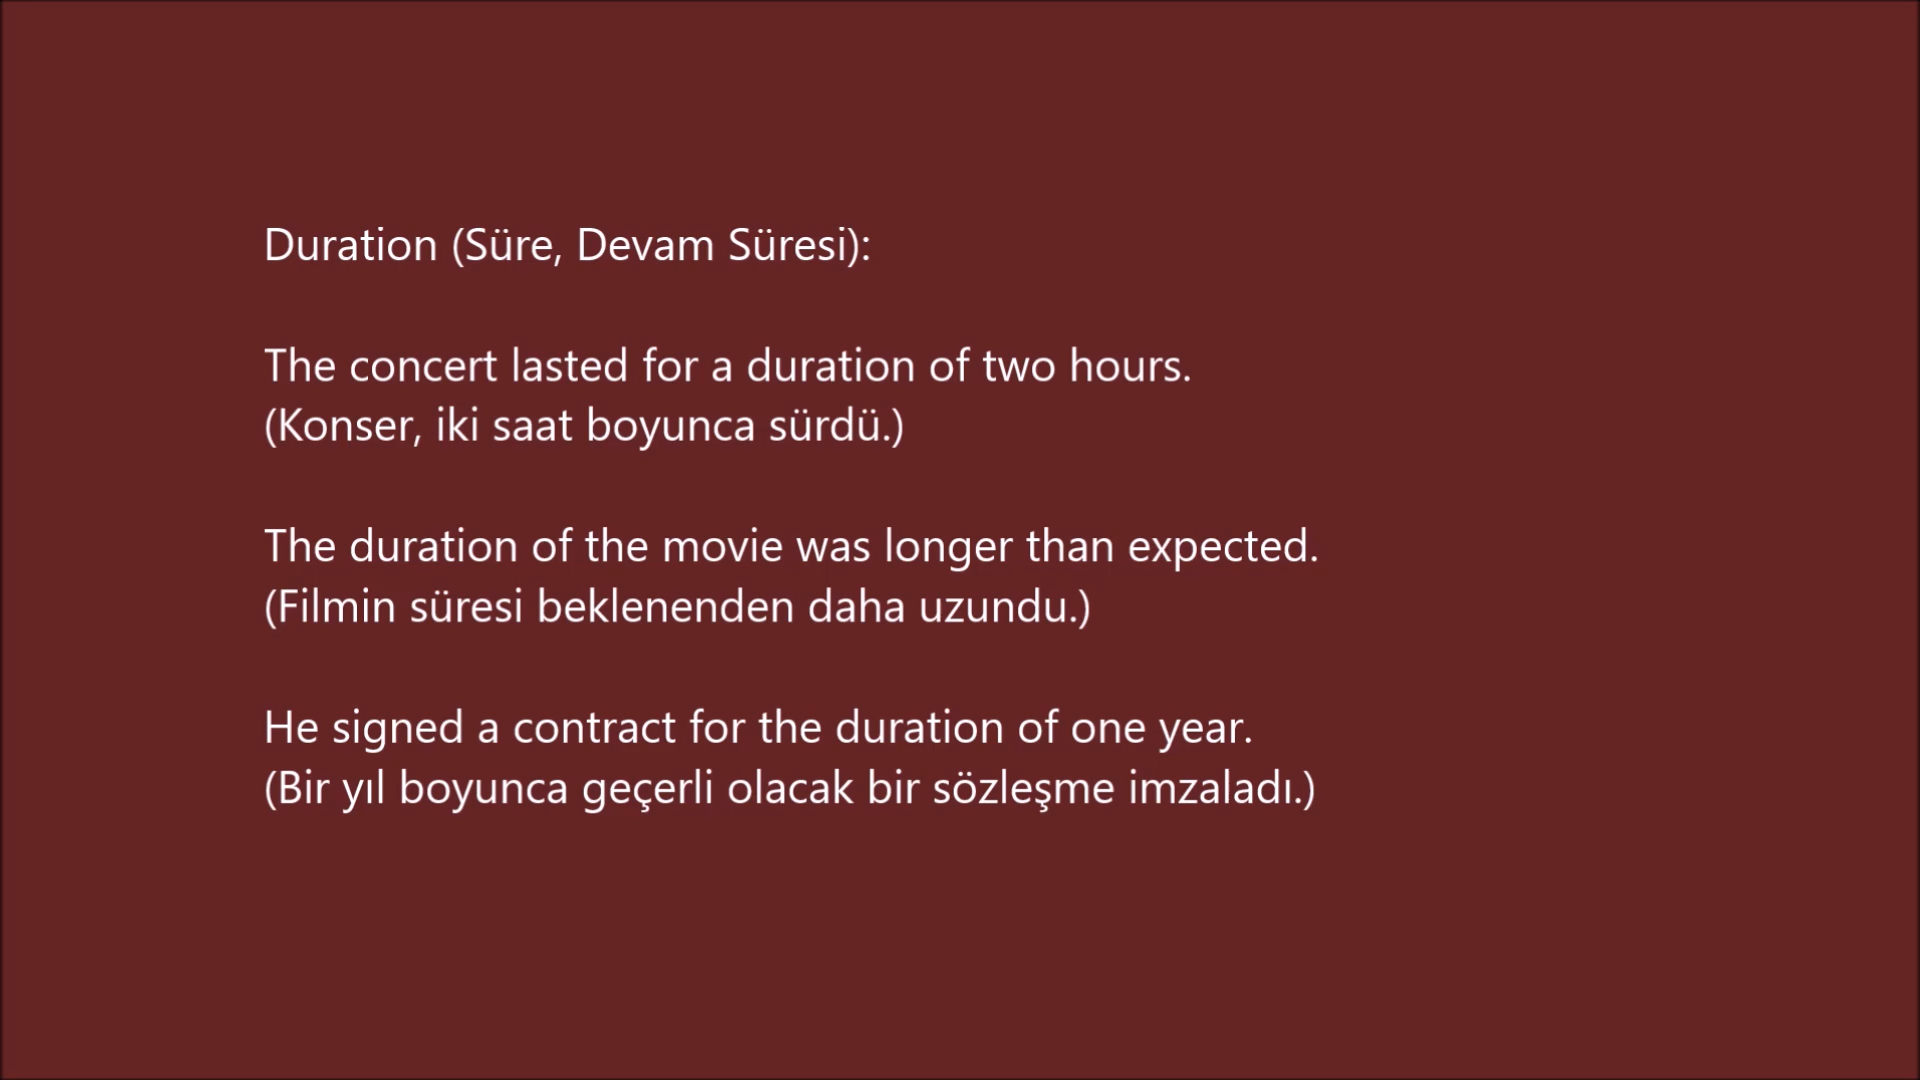 Duration (Süre, Devam Süresi):
The concert lasted for a duration of two hours.
(Konser, iki saat boyunca sürdü.)
The duration of the movie was longer than expected.
(Filmin süresi beklenenden daha uzundu.)
He signed a contract for the duration of one year.
(Bir yıl boyunca geçerli olacak bir sözleşme imzaladı.)